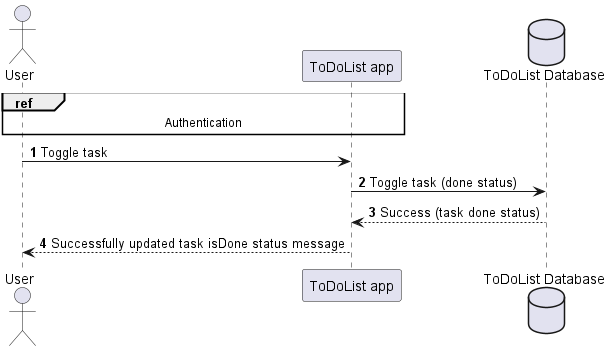 User
ToDoList app
ToDoList Database
ref
Authentication
1 Toggle task
2 Toggle task (done status)
3 Success (task done status)
4 Successfully updated task isDone status message
User
ToDoList app
ToDoList Database